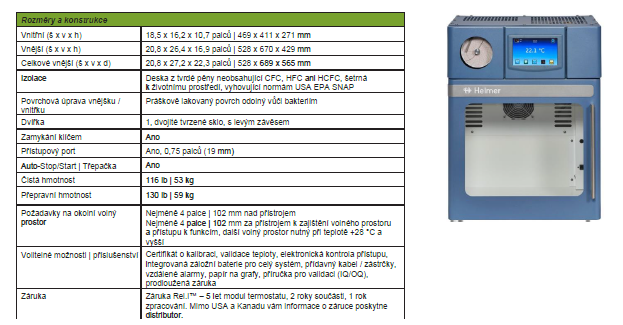 Rozměry a konstrukce
Vnitřní (š x v x h) 18,5 x 16,2 x 10,7 palců | 469 x 411 x 271 mm
Vnější (š x v x h) 20,8 x 26,4 x 16,9 palců | 528 x 670 x 429 mm
Celkové vnější (š x v x d) 20,8 x 27,2 x 22,3 palců | 528 x 689 x 565 mm
Izolace Deska z tvrdé pěny neobsahující CFC, HFC ani HCFC, šetrná
k životnímu prostředí, vyhovující normám USA EPA SNAP
Povrchová úprava vnějšku /
vnitřku
Práškově lakovaný povrch odolný vůči bakteriím
Dvířka 1, dvojité tvrzené sklo, s levým závěsem
Zamykání klíčem Ano
Přístupový port Ano, 0,75 palců (19 mm)
Auto-Stop/Start | Třepačka Ano
Čistá hmotnost 116 lb | 53 kg
Přepravní hmotnost 130 lb | 59 kg
Požadavky na okolní volný
prostor
Nejméně 4 palce | 102 mm nad přístrojem
Nejméně 4 palce | 102 mm za přístrojem k zajištění volného prostoru
a přístupu k funkcím, další volný prostor nutný při teplotě +28 °C a
vyšší
Volitelné možnosti | příslušenství Certifikát o kalibraci, validace teploty, elektronická kontrola přístupu,
integrovaná záložní baterie pro celý systém, přídavný kabel / zástrčky,
vzdálené alarmy, papír na grafy, příručka pro validaci (IQ/OQ),
prodloužená záruka
Záruka Záruka Rel.i™ – 5 let modul termostatu, 2 roky součásti, 1 rok
zpracování. Mimo USA a Kanadu vám informace o záruce poskytne
distributor.
22.1 °C
Helmer